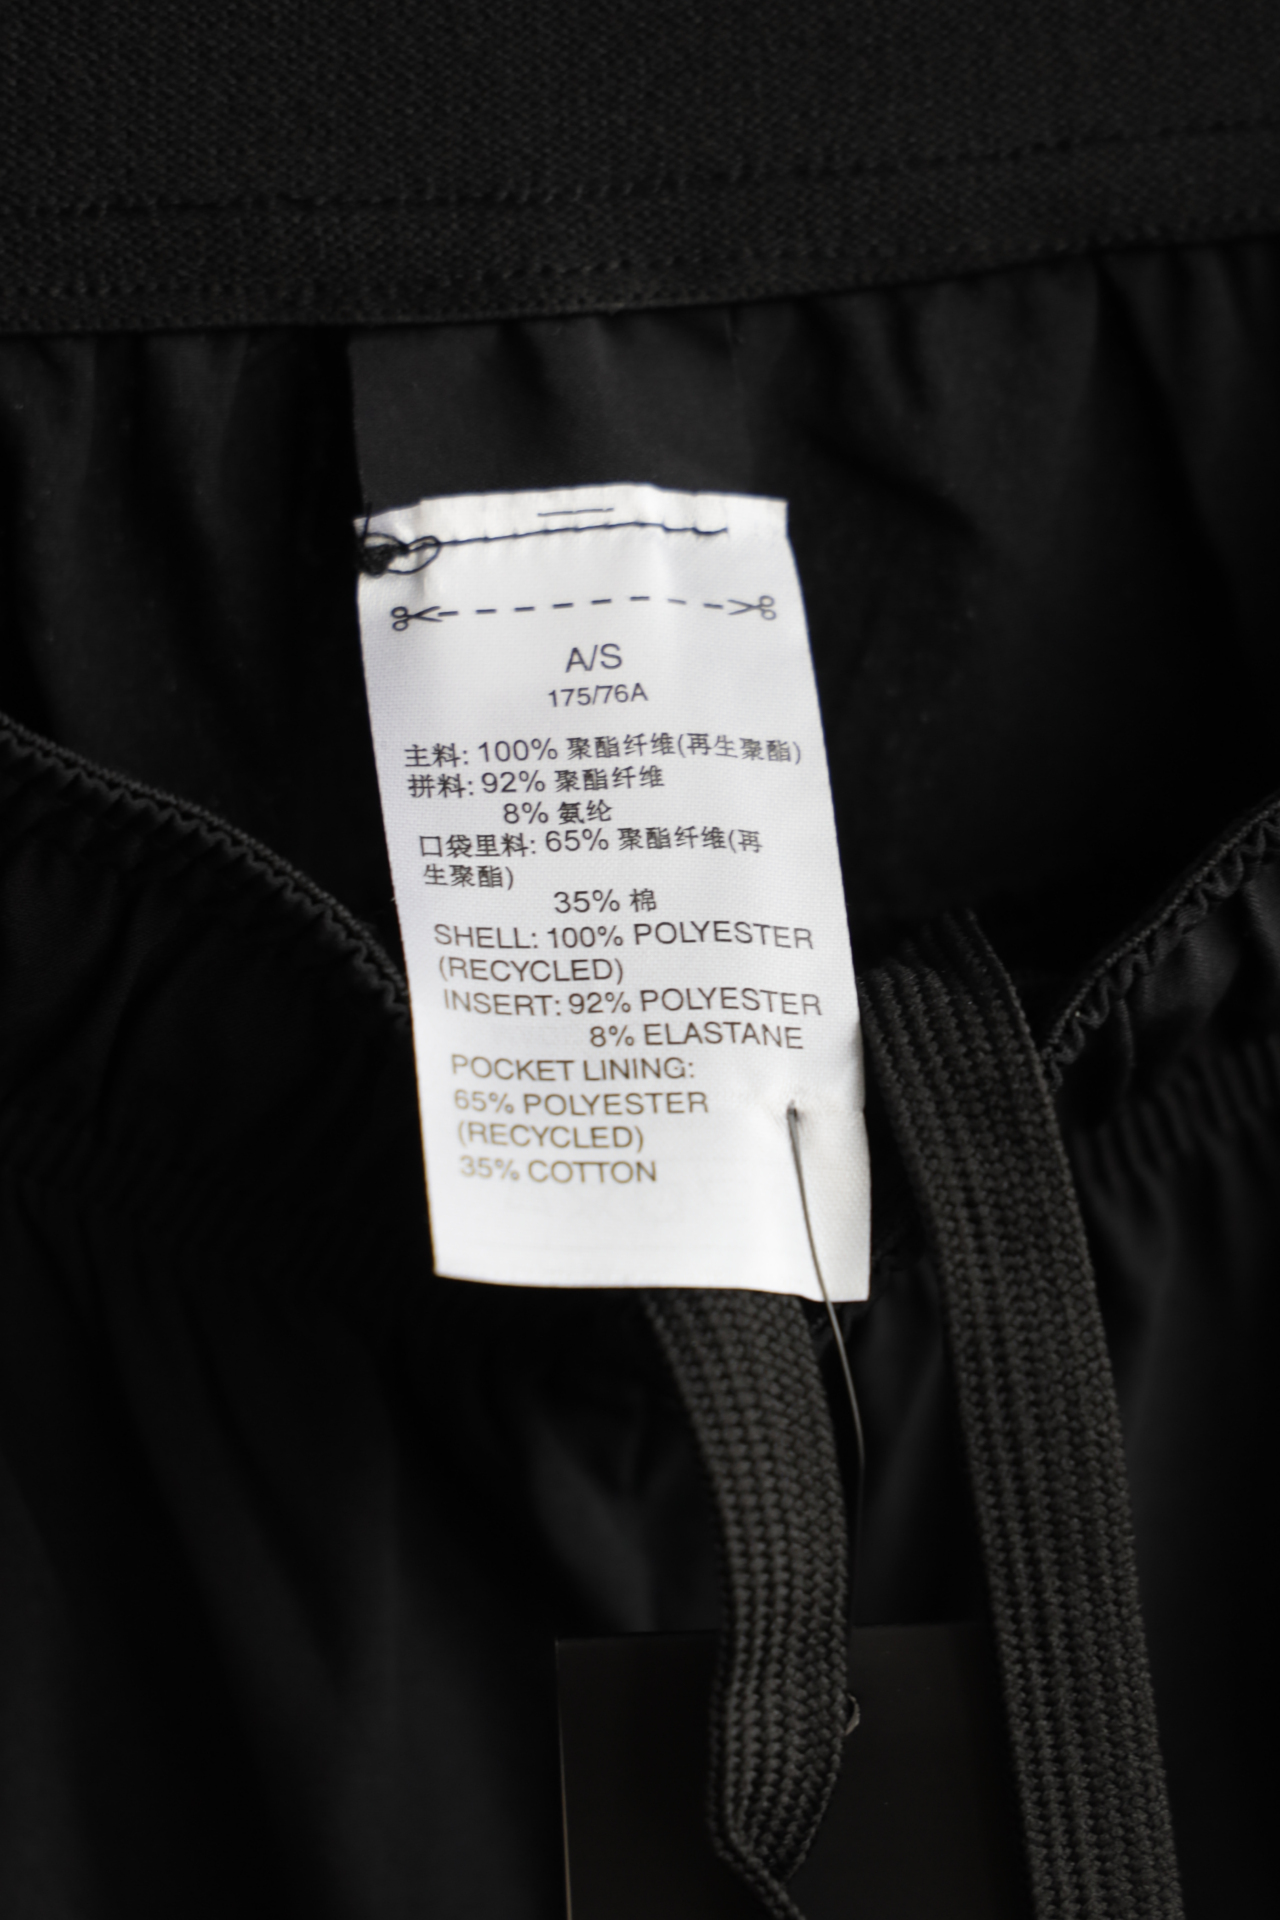 A/S
175/76A
主料: 100% 聚酯纤维(再生聚酯)
拼料: 92% 聚酯纤维
8% 氨纶
口袋里料: 65% 聚酯纤维(再
生聚酯)
35% 棉
SHELL: 100% POLYESTER
(RECYCLED)
INSERT: 92% POLYESTER
8% ELASTANE
POCKET LINING:
65% POLYESTER
(RECYCLED)
35% COTTON